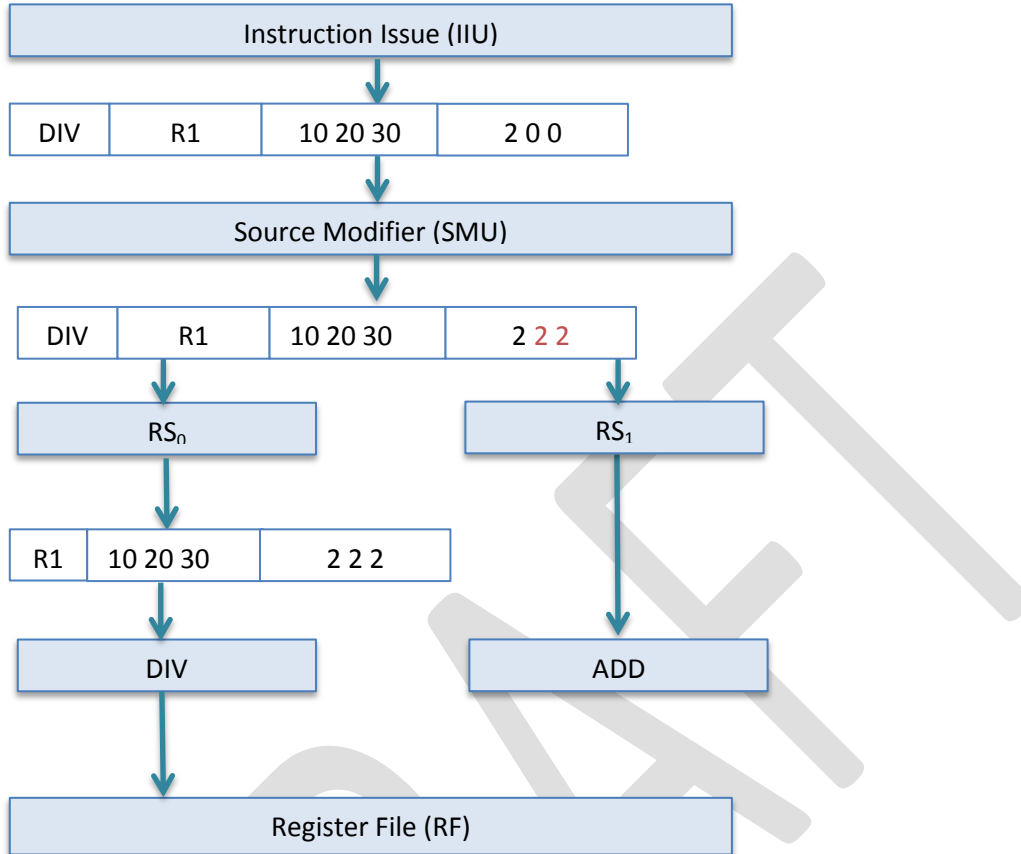 Instruction Issue (IIU)
DIV R1 10 20 30 2 0 0
Source Modifier (SMU)
DIV R1 10 20 30 2 2 2
RS₀ RS₁
R1 10 20 30 2 2 2
DIV ADD
Register File (RF)
DRAFT